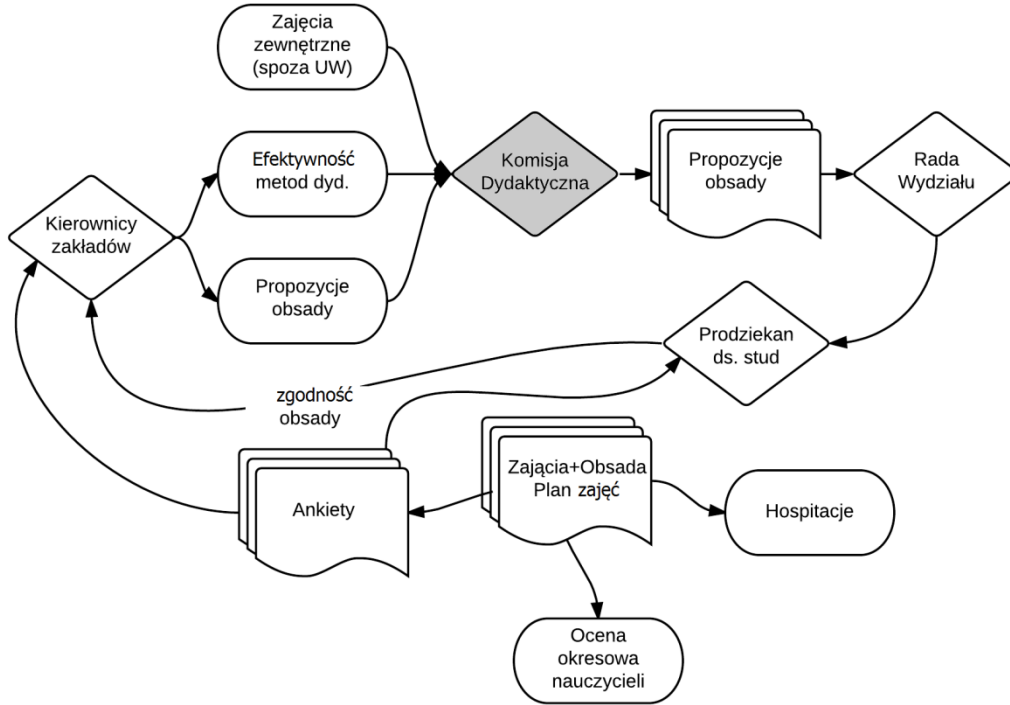 Zajęcia
zewnętrzne
(spoza UW)
Efektywność
metod dyd.
Komisja
Dydaktyczna
Propozycje
obsady
Rada
Wydziału
Kierownicy
zakładów
Propozycje
obsady
Prodziekan
ds. stud
zgodność
obsady
Zającia+Obsada
Plan zajęć
Ankiety
Hospitacje
Ocena
okresowa
nauczycieli